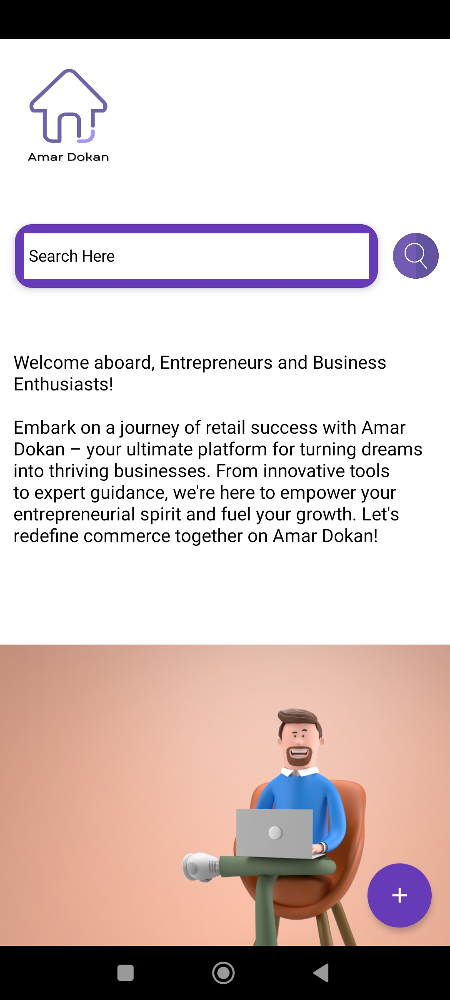 Amar Dokan
Search Here
Welcome aboard, Entrepreneurs and Business
Enthusiasts!
Embark on a journey of retail success with Amar
Dokan – your ultimate platform for turning dreams
into thriving businesses. From innovative tools
to expert guidance, we're here to empower your
entrepreneurial spirit and fuel your growth. Let's
redefine commerce together on Amar Dokan!